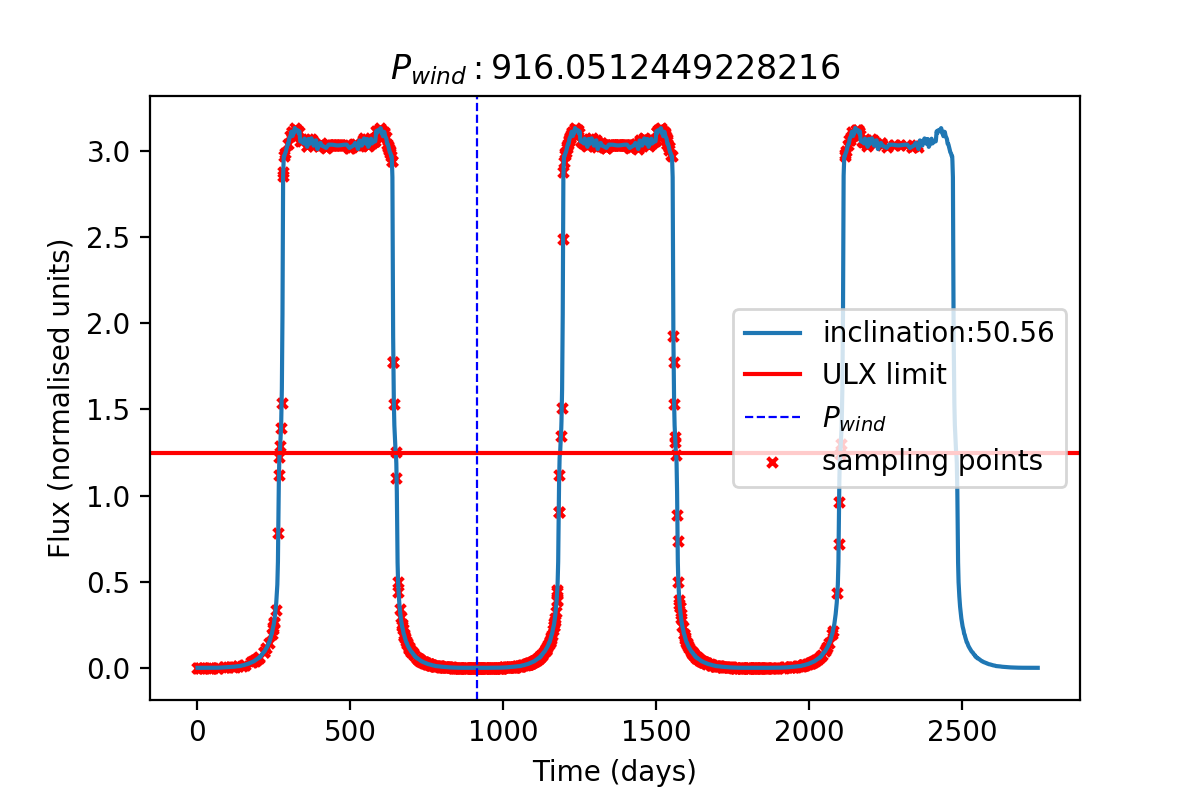 P_wind : 916.0512449228216
Flux (normalised units)
3.0
2.5
2.0
1.5
1.0
0.5
0.0
inclination:50.56
ULX limit
P_wind
sampling points
0 500 1000 1500 2000 2500
Time (days)